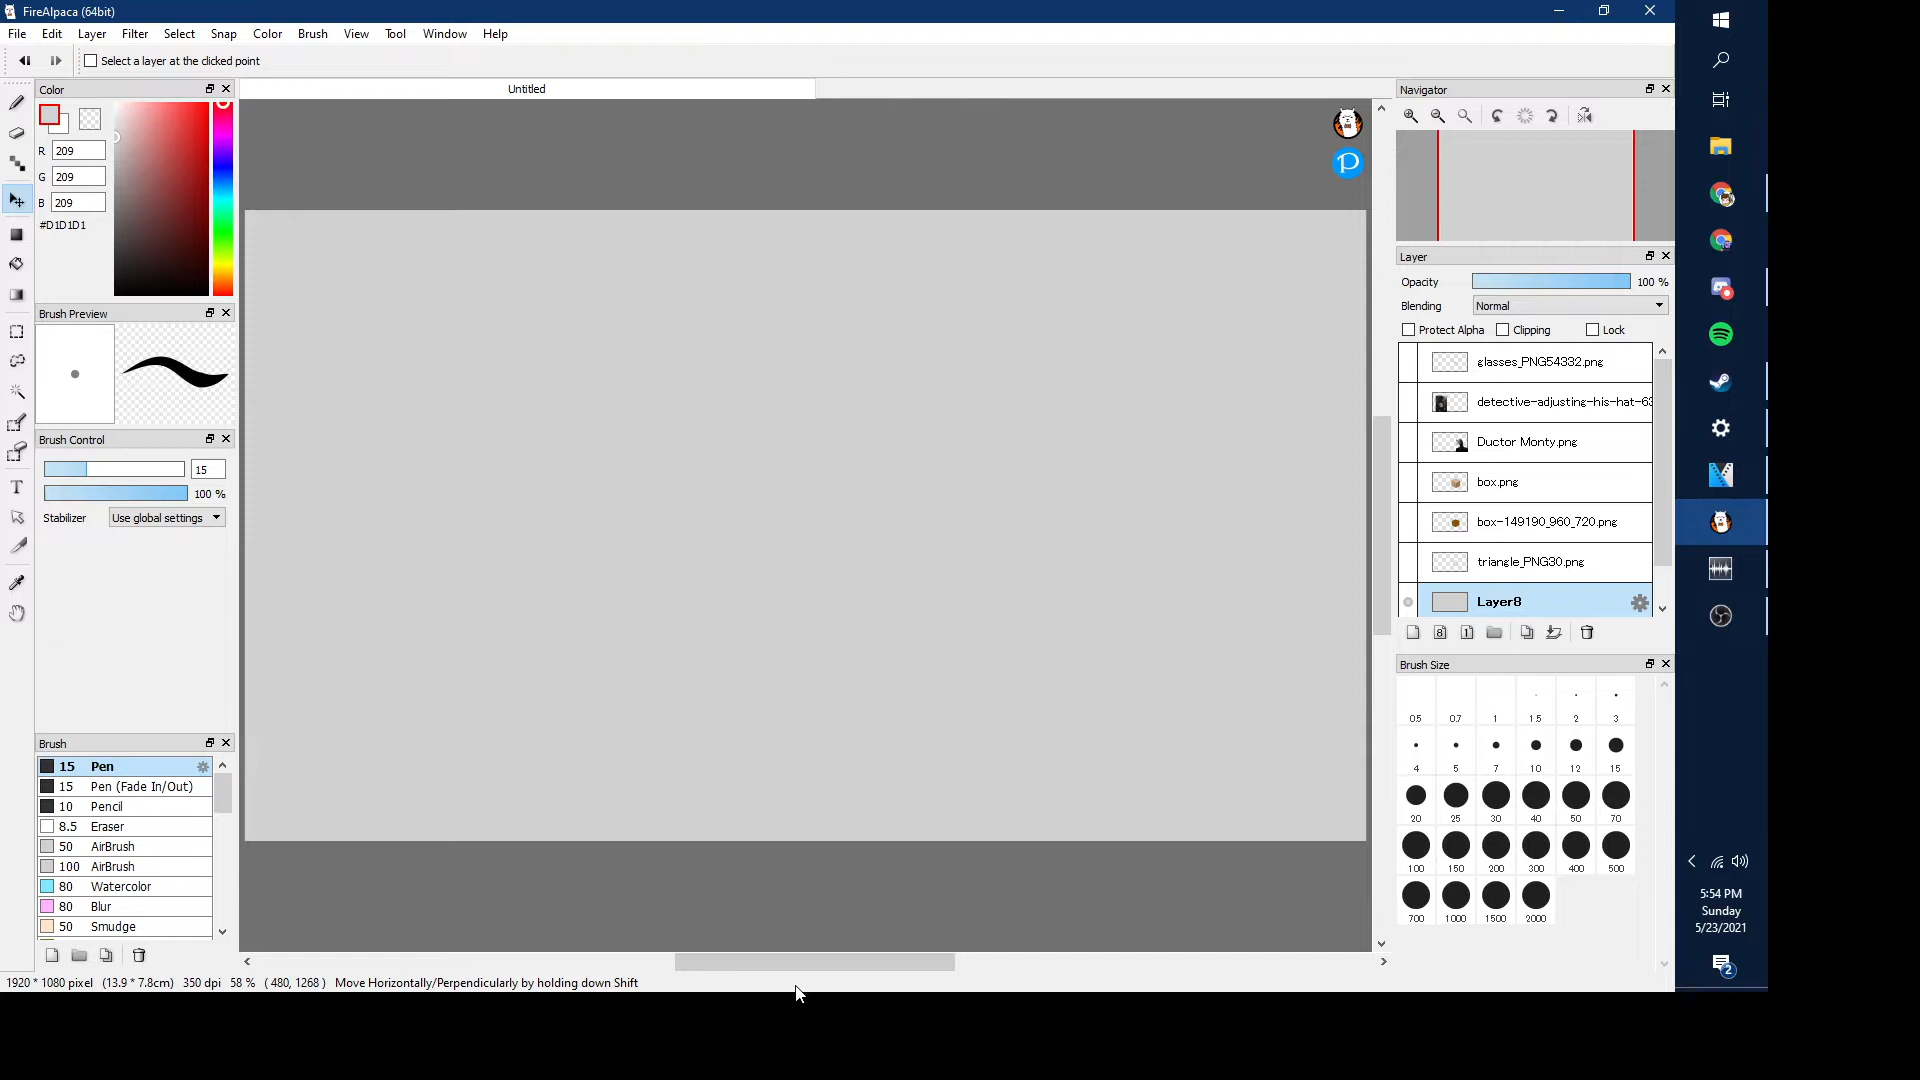 FireAlpaca (64bit)
File Edit Layer Filter Select Snap Color Brush View Tool Window Help
Select a layer at the clicked point
Color
R 209
G 209
B 209
#D1D1D1
Brush Preview
Brush Control
15
100 %
Stabilizer Use global settings
Brush
15 Pen
15 Pen (Fade In/Out)
10 Pencil
8.5 Eraser
50 AirBrush
100 AirBrush
80 Watercolor
80 Blur
50 Smudge
Untitled
P
Navigator
Layer
Opacity 100 %
Blending Normal
Protect Alpha Clipping Lock
glasses_PNG54332.png
detective-adjusting-his-hat-63
Ductor Monty.png
box.png
box-149190_960_720.png
triangle_PNG30.png
Layer8
8 1
Brush Size
0.5 0.7 1 1.5 2 3
4 5 7 10 12 15
20 25 30 40 50 70
100 150 200 300 400 500
700 1000 1500 2000
1920 * 1080 pixel (13.9 * 7.8cm) 350 dpi 58 % ( 480, 1268 ) Move Horizontally/Perpendicularly by holding down Shift
5:54 PM
Sunday
5/23/2021
2